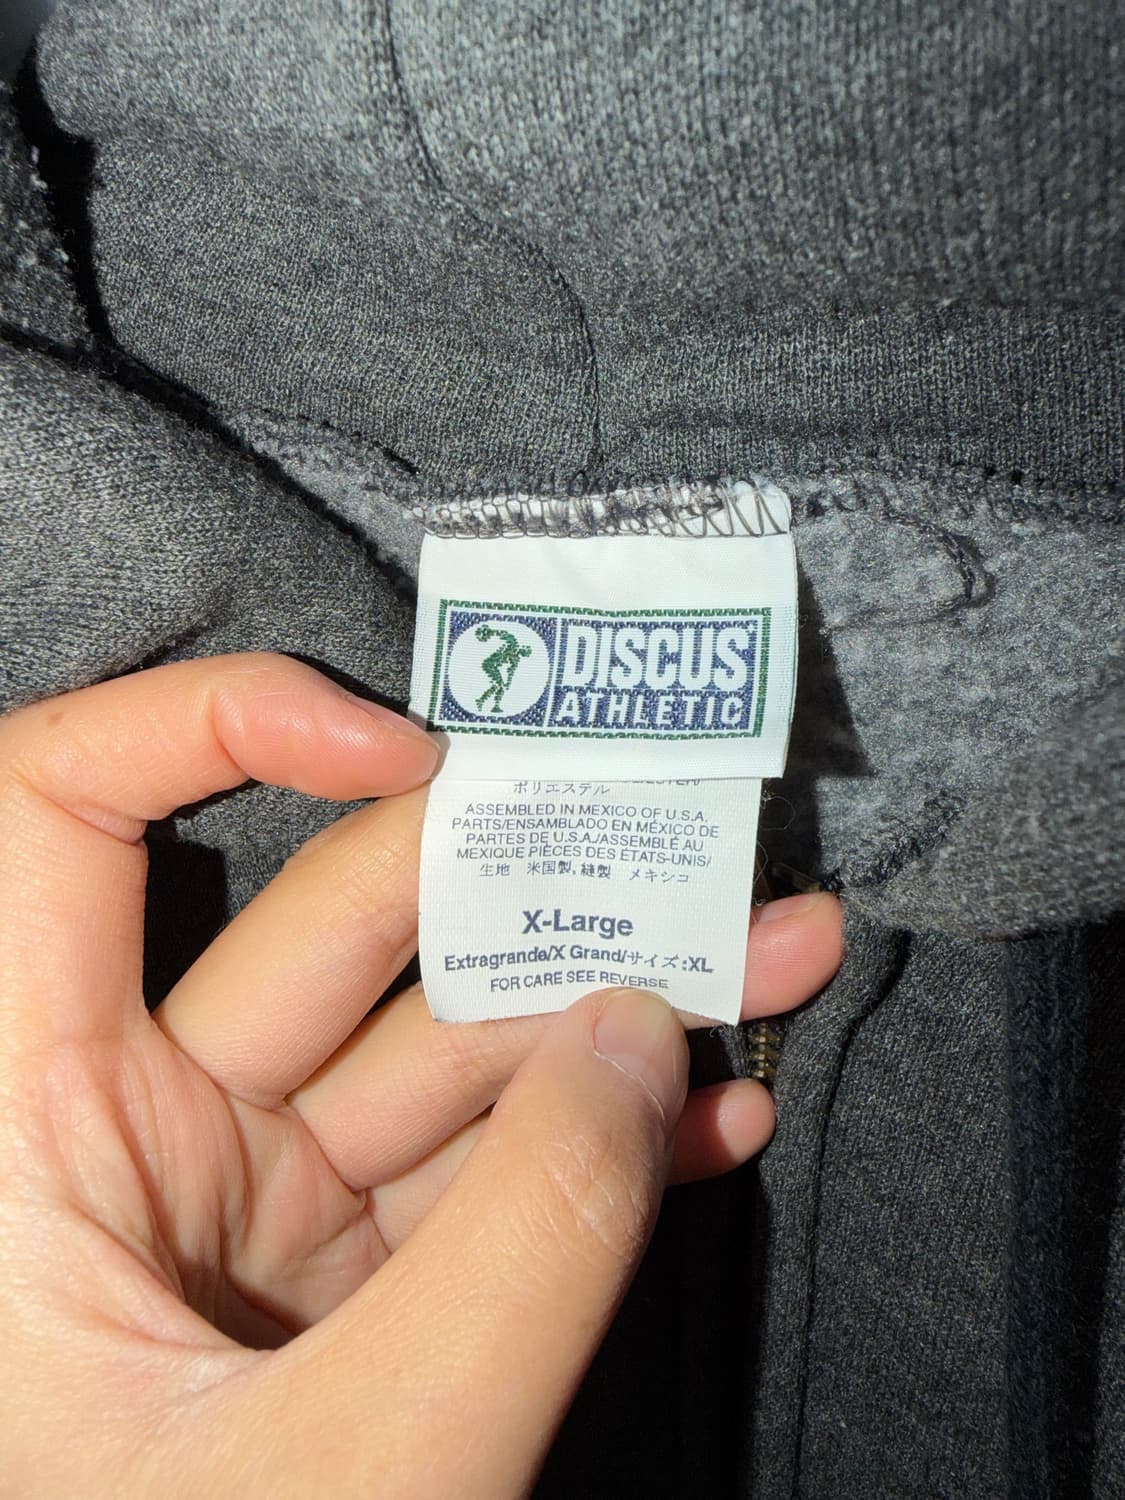 DISCUS
ATHLETIC
ポリエステル
ASSEMBLED IN MEXICO OF U.S.A.
PARTS/ENSAMBLADO EN MÉXICO DE
PARTES DE U.S.A./ASSEMBLÉ AU
MEXIQUE PIÈCES DES ÉTATS-UNIS/
生地 米国製, 縫製 メキシコ
X-Large
Extragrande/X Grand/サイズ:XL
FOR CARE SEE REVERSE